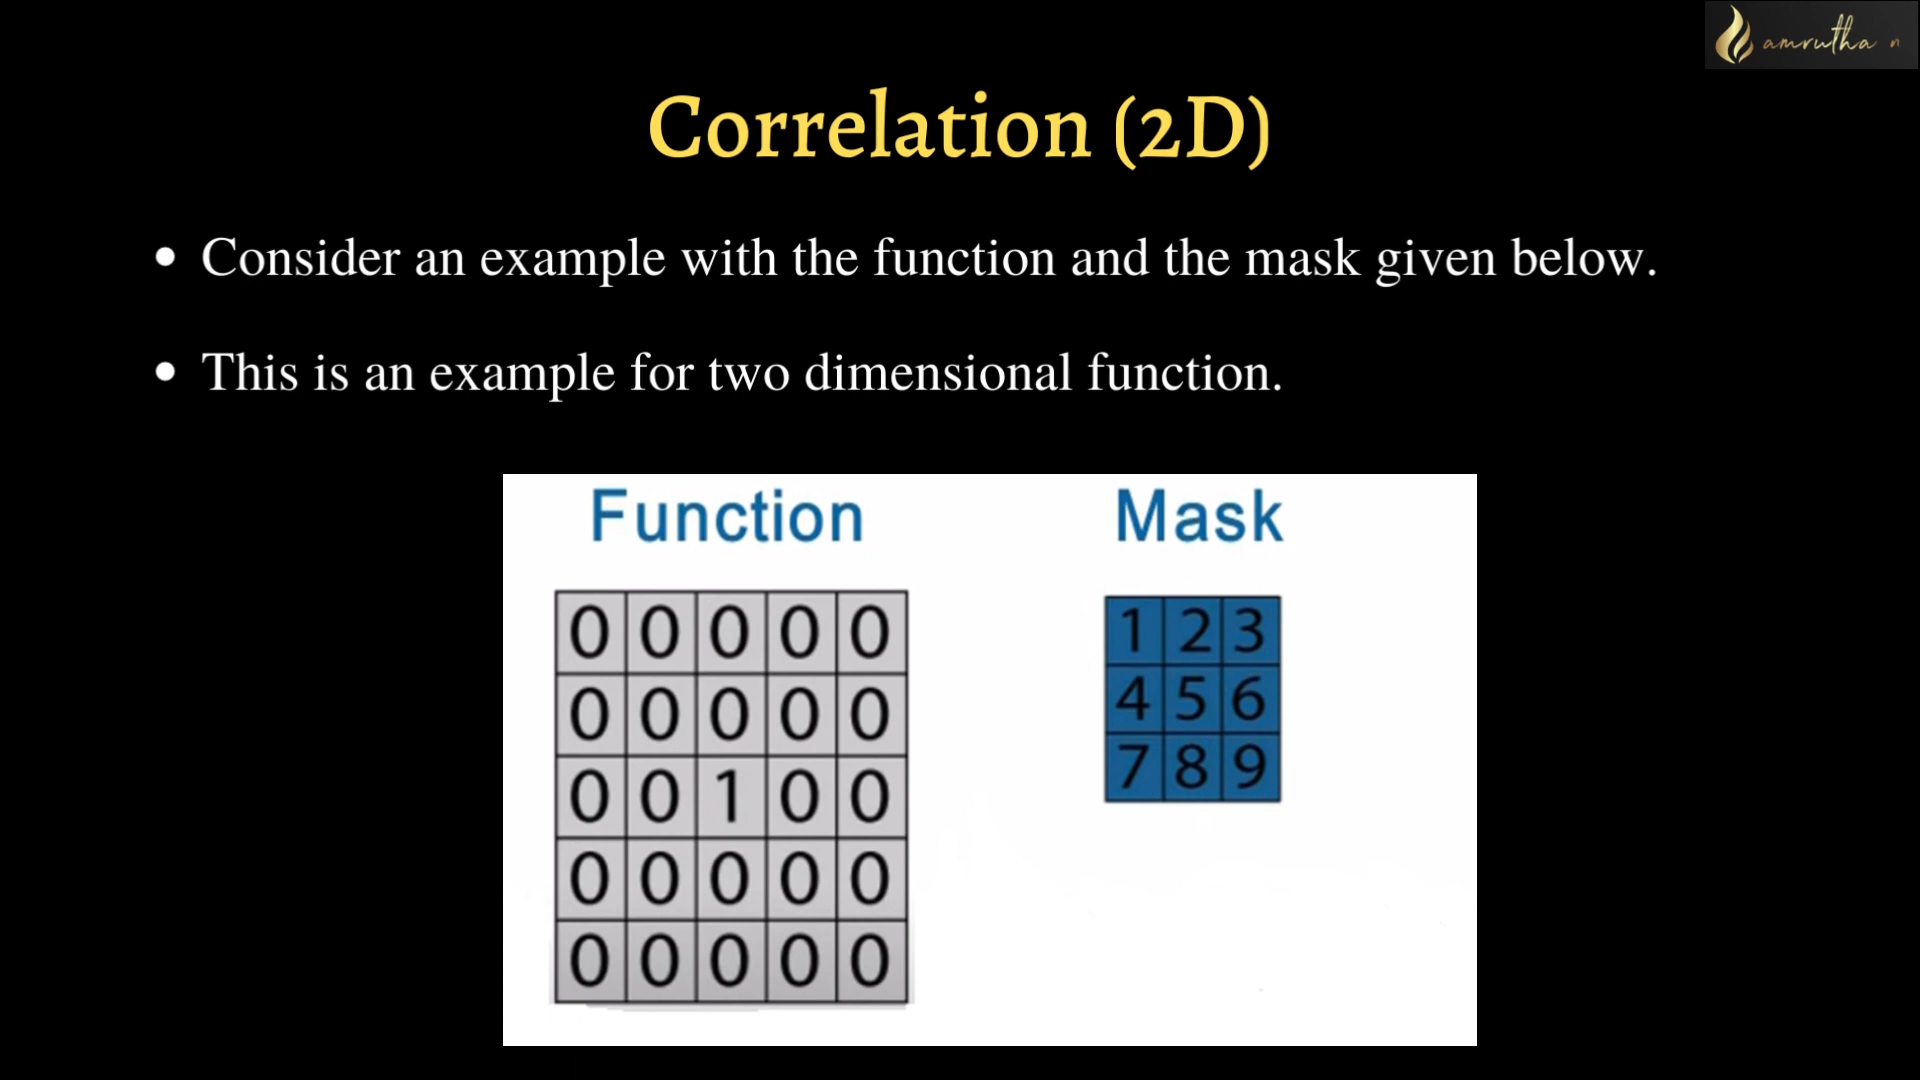 amrutha n
Correlation (2D)
• Consider an example with the function and the mask given below.
• This is an example for two dimensional function.
Function Mask
0 0 0 0 0 1 2 3
0 0 0 0 0 4 5 6
0 0 1 0 0 7 8 9
0 0 0 0 0
0 0 0 0 0